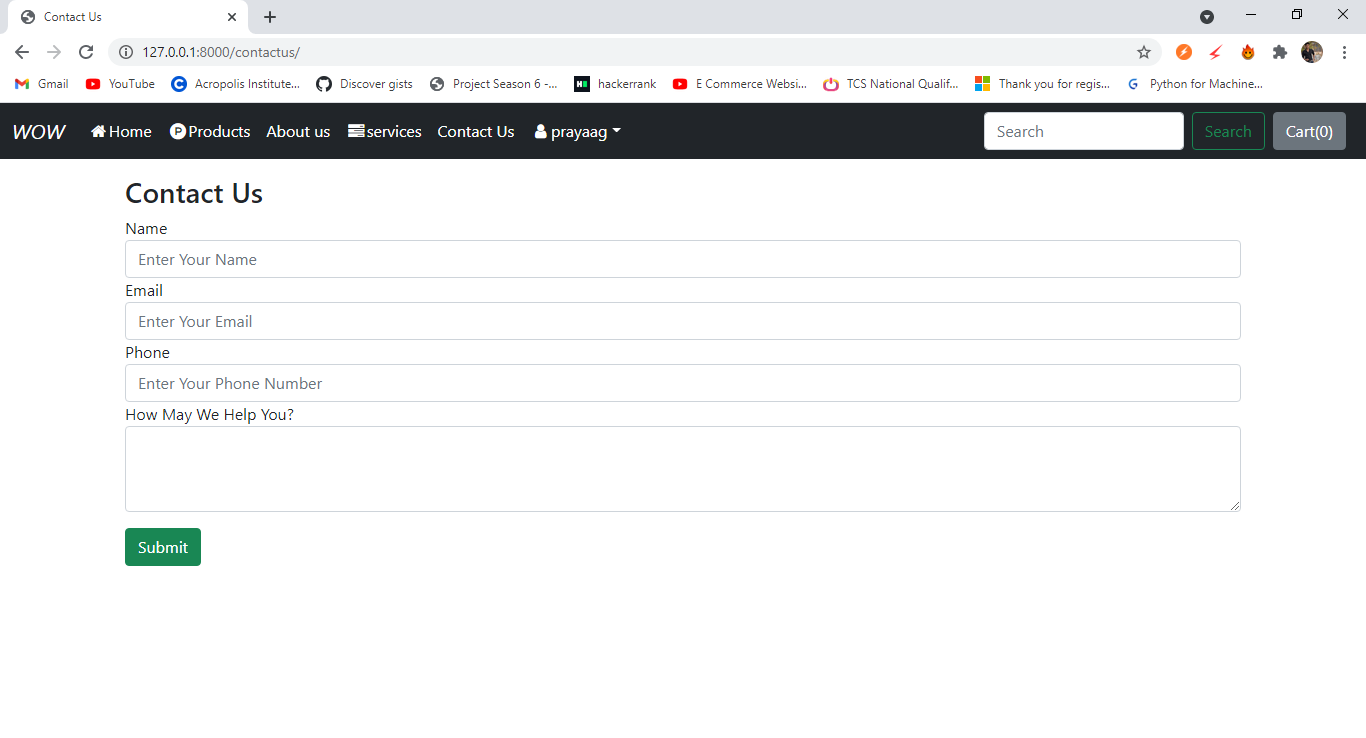 Contact Us
127.0.0.1:8000/contactus/
Gmail YouTube Acropolis Institute... Discover gists Project Season 6 -... hackerrank E Commerce Websi... TCS National Qualif... Thank you for regis... Python for Machine...
WOW Home Products About us services Contact Us prayaag Search Search Cart(0)
Contact Us
Name
Enter Your Name
Email
Enter Your Email
Phone
Enter Your Phone Number
How May We Help You?
Submit